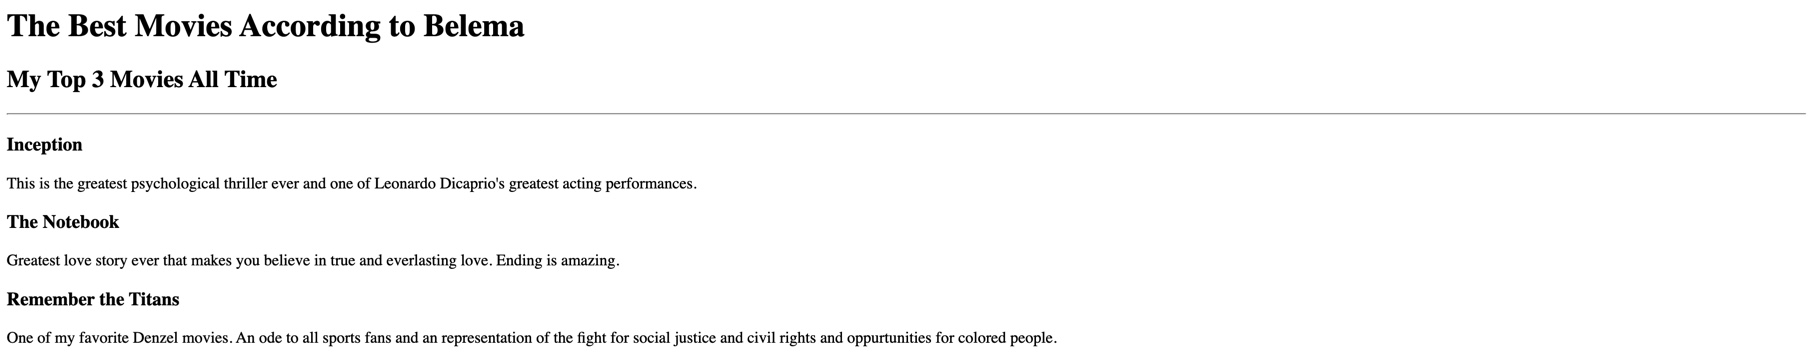 The Best Movies According to Belema
My Top 3 Movies All Time
Inception
This is the greatest psychological thriller ever and one of Leonardo Dicaprio's greatest acting performances.
The Notebook
Greatest love story ever that makes you believe in true and everlasting love. Ending is amazing.
Remember the Titans
One of my favorite Denzel movies. An ode to all sports fans and an representation of the fight for social justice and civil rights and oppurtunities for colored people.